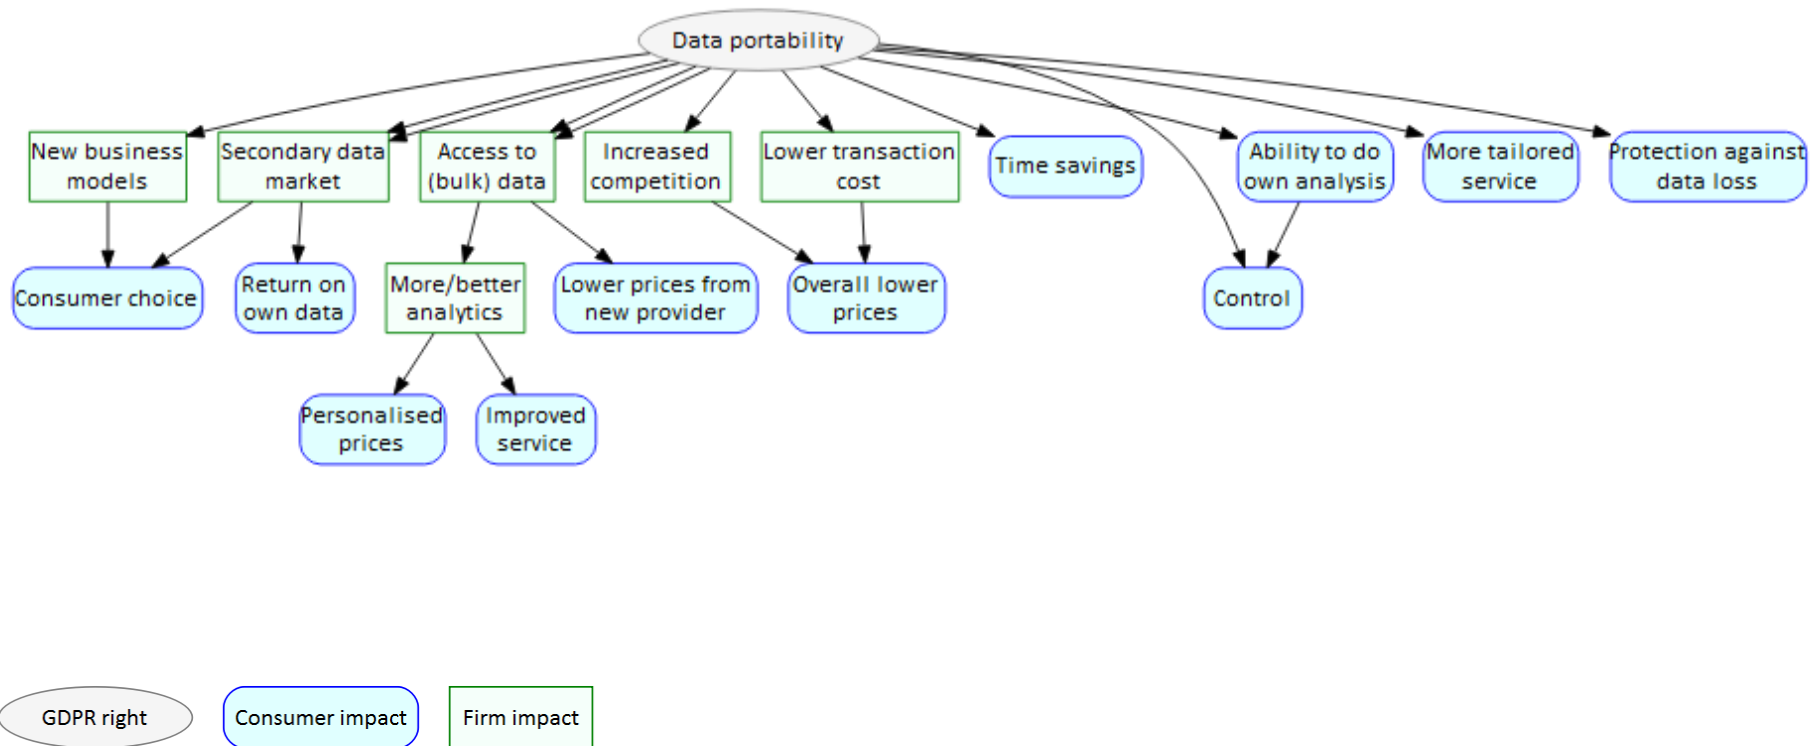 Data portability
New business
models
Secondary data
market
Access to
(bulk) data
Increased
competition
Lower transaction
cost
Time savings
Ability to do
own analysis
More tailored
service
Protection against
data loss
Consumer choice
Return on
own data
More/better
analytics
Lower prices from
new provider
Overall lower
prices
Control
Personalised
prices
Improved
service
GDPR right
Consumer impact
Firm impact